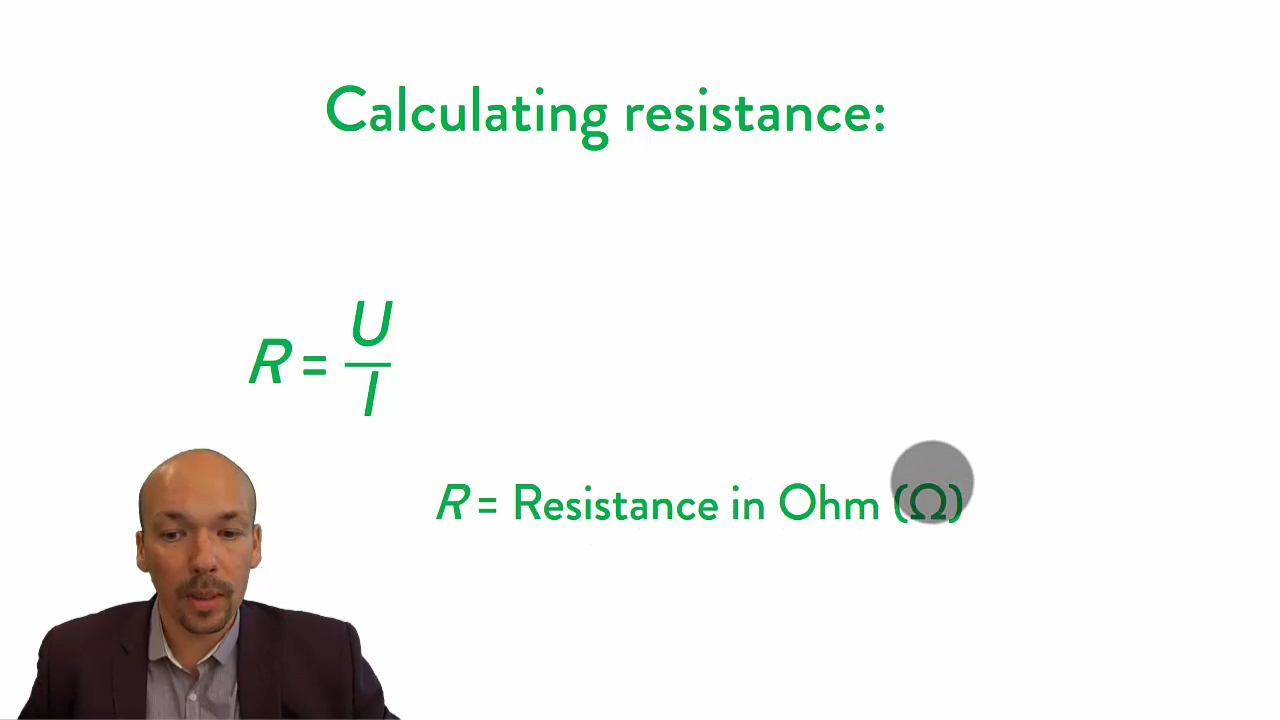 Calculating resistance:
R = U/I
R = Resistance in Ohm (Ω)